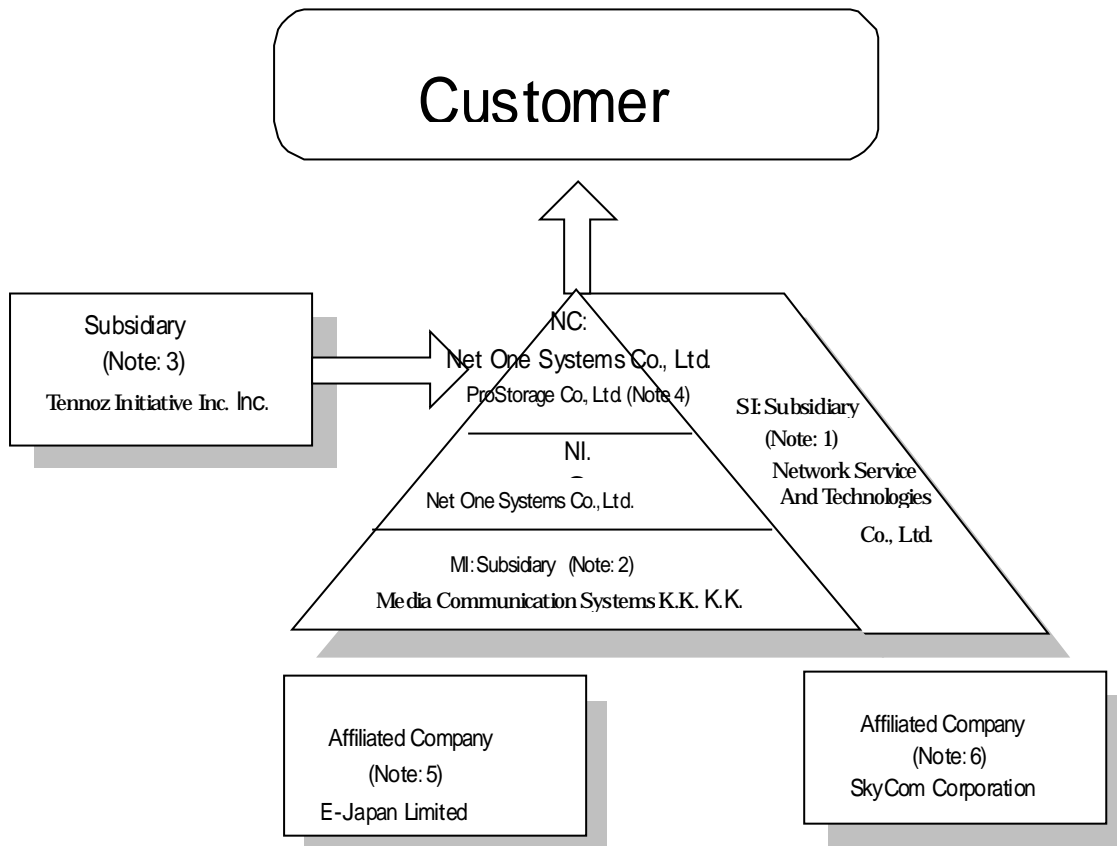 Customer
Subsidiary
(Note: 3)
Tennoz Initiative Inc. Inc.
NC:
Net One Systems Co., Ltd.
ProStorage Co., Ltd. (Note 4)
NI.
Net One Systems Co., Ltd.
MI: Subsidiary (Note: 2)
Media Communication Systems K.K. K.K.
SI: Subsidiary
(Note: 1)
Network Service
And Technologies
Co., Ltd.
Affiliated Company
(Note: 5)
E-Japan Limited
Affiliated Company
(Note: 6)
SkyCom Corporation